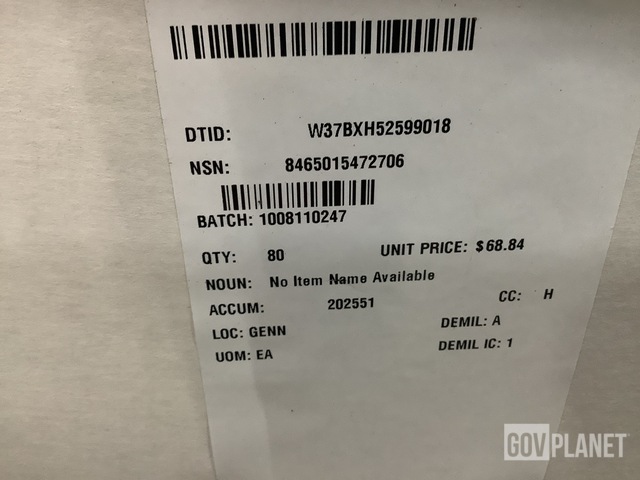 DTID: W37BXH52599018
NSN: 8465015472706
BATCH: 1008110247
QTY: 80 UNIT PRICE: $68.84
NOUN: No Item Name Available
ACCUM: 202551 CC: H
LOC: GENN DEMIL: A
UOM: EA DEMIL IC: 1
GOVPLANET